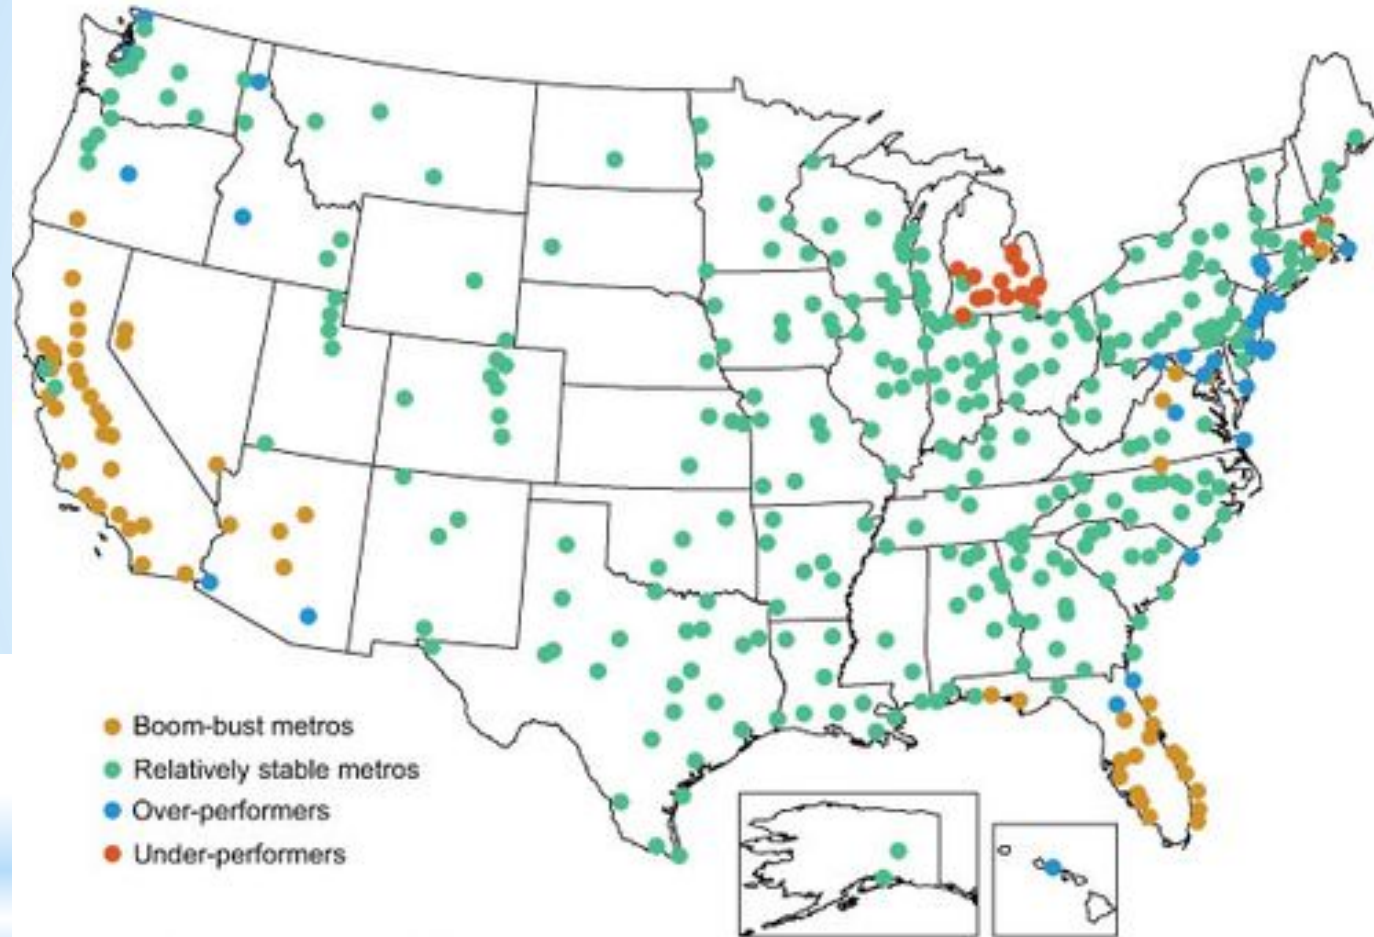 Boom-bust metros
Relatively stable metros
Over-performers
Under-performers